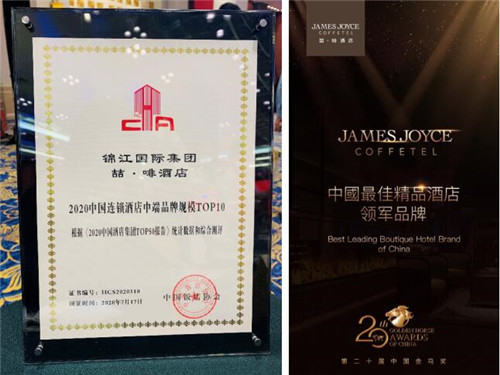 CHA
锦江国际集团
喆·啡酒店
2020中国连锁酒店中端品牌规模TOP10
根据《2020中国酒店集团TOP50报告》统计数据和综合测评
证书编号：HCS2020310
颁证时间：2020年7月17日
中国饭店协会
JAMES JOYCE
COFFETEL
喆·啡酒店
JAMES JOYCE
COFFETEL
中國最佳精品酒店
领军品牌
Best Leading Boutique Hotel Brand
of China
20th
GOLDEN HORSE
AWARDS
OF CHINA
第二十届中国金马奖